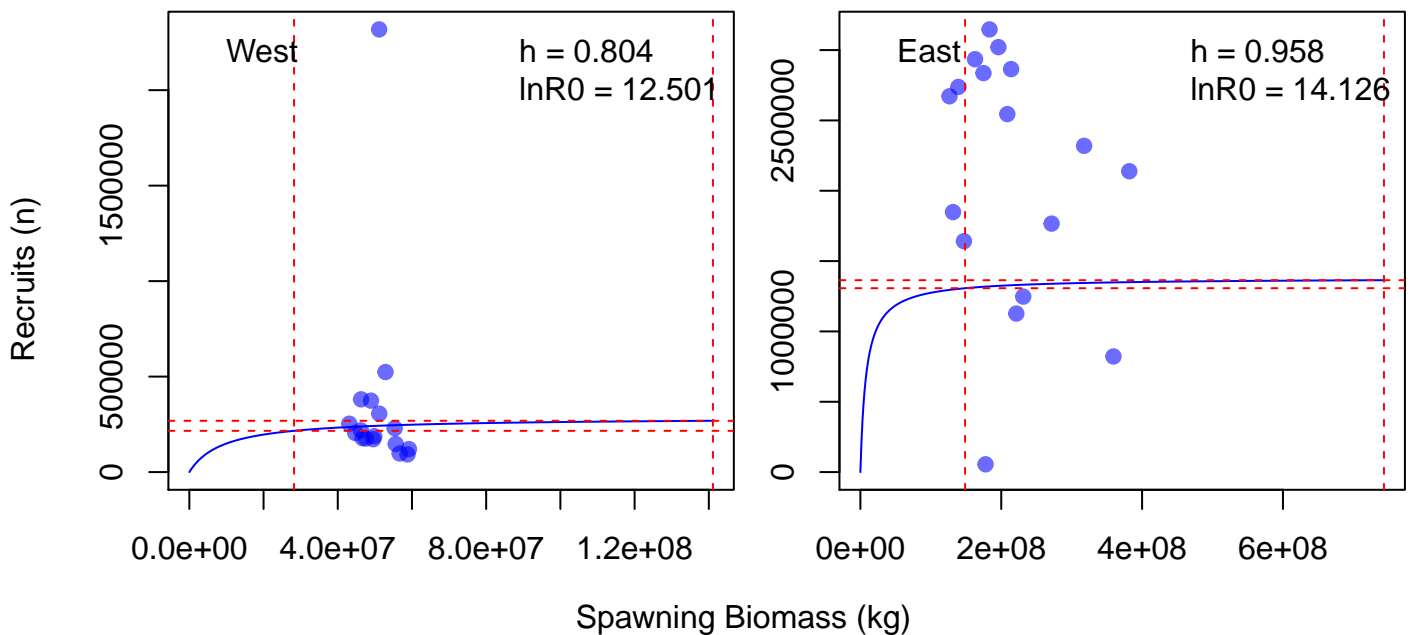 West
h = 0.804
lnR0 = 12.501
East
h = 0.958
lnR0 = 14.126
Recruits (n)
0
500000
1500000
0
1000000
2500000
0.0e+00 4.0e+07 8.0e+07 1.2e+08
0e+00 2e+08 4e+08 6e+08
Spawning Biomass (kg)